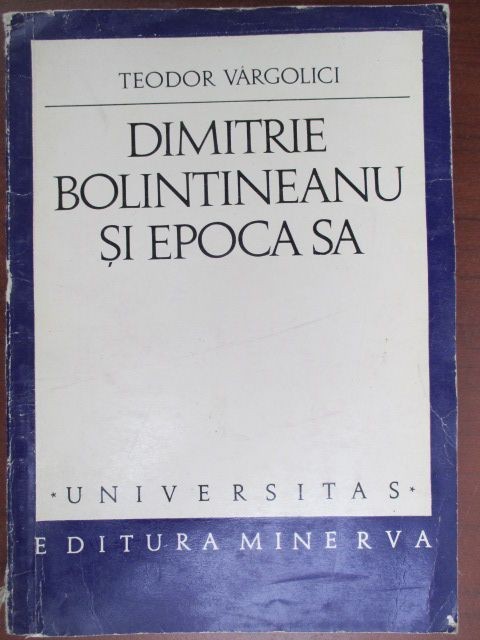 TEODOR VÂRGOLICI
DIMITRIE
BOLINTINEANU
ȘI EPOCA SA
* UNIVERSITAS *
EDITURA MINERVA